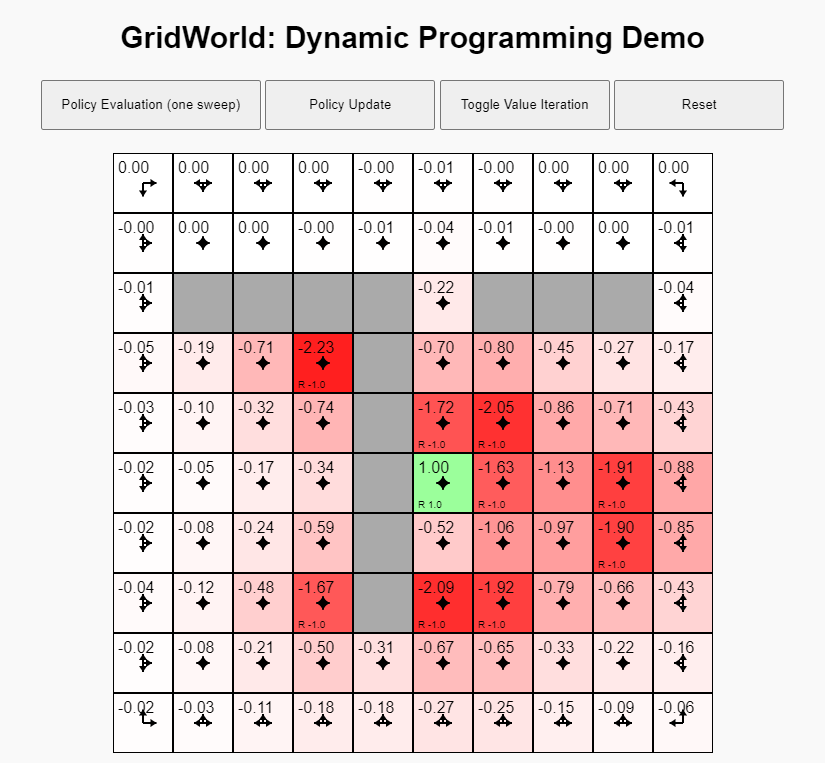 GridWorld: Dynamic Programming Demo
Policy Evaluation (one sweep) Policy Update Toggle Value Iteration Reset
0.00 0.00 0.00 0.00 -0.00 -0.01 -0.00 0.00 0.00 0.00
-0.00 0.00 0.00 -0.00 -0.01 -0.04 -0.01 -0.00 0.00 -0.01
-0.01 -0.22 -0.04
-0.05 -0.19 -0.71 -2.23 -0.70 -0.80 -0.45 -0.27 -0.17
R -1.0
-0.03 -0.10 -0.32 -0.74 -1.72 -2.05 -0.86 -0.71 -0.43
R -1.0 R -1.0
-0.02 -0.05 -0.17 -0.34 1.00 -1.63 -1.13 -1.91 -0.88
R 1.0 R -1.0 R -1.0
-0.02 -0.08 -0.24 -0.59 -0.52 -1.06 -0.97 -1.90 -0.85
R -1.0
-0.04 -0.12 -0.48 -1.67 -2.09 -1.92 -0.79 -0.66 -0.43
R -1.0 R -1.0 R -1.0
-0.02 -0.08 -0.21 -0.50 -0.31 -0.67 -0.65 -0.33 -0.22 -0.16
-0.02 -0.03 -0.11 -0.18 -0.18 -0.27 -0.25 -0.15 -0.09 -0.06